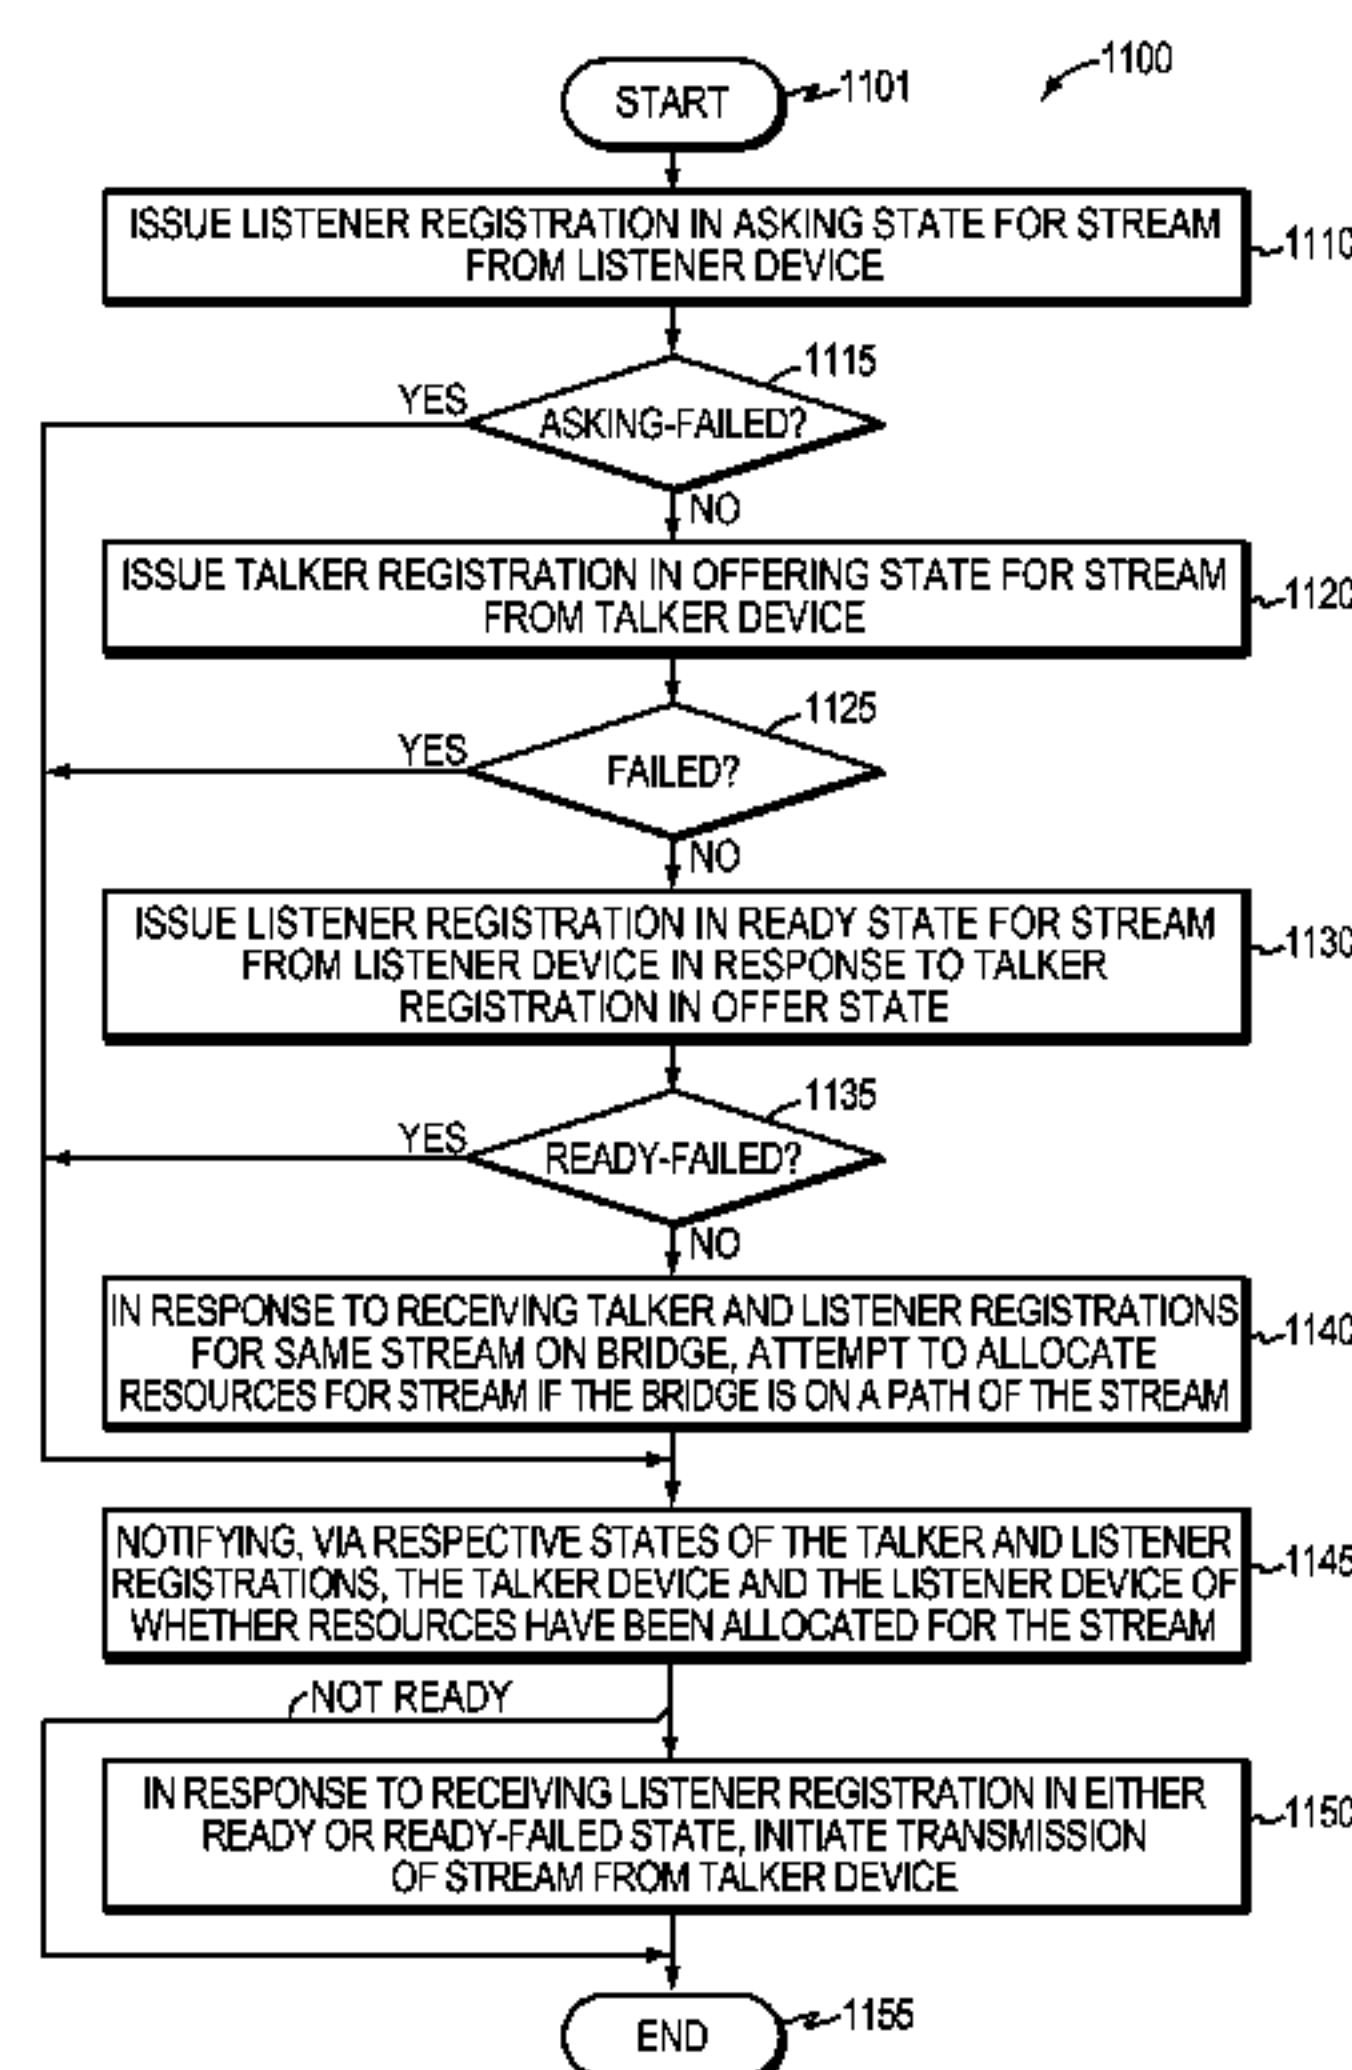 1100
START
1101
ISSUE LISTENER REGISTRATION IN ASKING STATE FOR STREAM
FROM LISTENER DEVICE
1110
1115
YES
ASKING-FAILED?
NO
ISSUE TALKER REGISTRATION IN OFFERING STATE FOR STREAM
FROM TALKER DEVICE
1120
1125
YES
FAILED?
NO
ISSUE LISTENER REGISTRATION IN READY STATE FOR STREAM
FROM LISTENER DEVICE IN RESPONSE TO TALKER
REGISTRATION IN OFFER STATE
1130
1135
YES
READY-FAILED?
NO
IN RESPONSE TO RECEIVING TALKER AND LISTENER REGISTRATIONS
FOR SAME STREAM ON BRIDGE, ATTEMPT TO ALLOCATE
RESOURCES FOR STREAM IF THE BRIDGE IS ON A PATH OF THE STREAM
1140
NOTIFYING, VIA RESPECTIVE STATES OF THE TALKER AND LISTENER
REGISTRATIONS, THE TALKER DEVICE AND THE LISTENER DEVICE OF
WHETHER RESOURCES HAVE BEEN ALLOCATED FOR THE STREAM
1145
NOT READY
IN RESPONSE TO RECEIVING LISTENER REGISTRATION IN EITHER
READY OR READY-FAILED STATE, INITIATE TRANSMISSION
OF STREAM FROM TALKER DEVICE
1150
END
1155